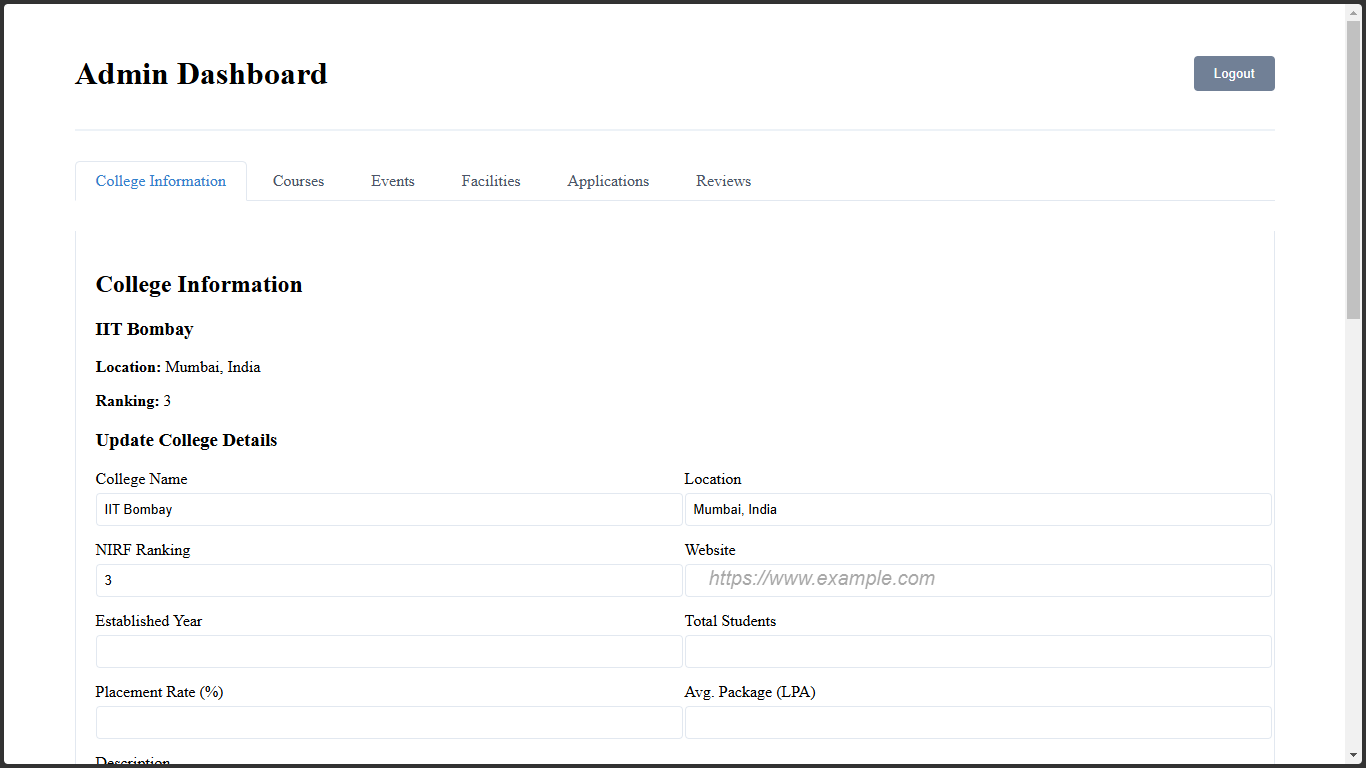 Admin Dashboard
Logout
College Information
Courses
Events
Facilities
Applications
Reviews
College Information
IIT Bombay
Location: Mumbai, India
Ranking: 3
Update College Details
College Name
Location
IIT Bombay
Mumbai, India
NIRF Ranking
Website
3
https://www.example.com
Established Year
Total Students
Placement Rate (%)
Avg. Package (LPA)
Description